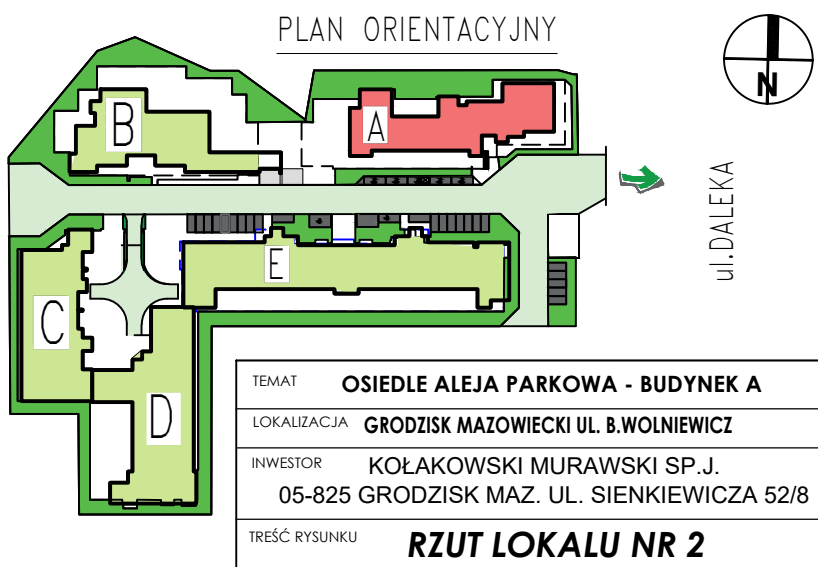 PLAN ORIENTACYJNY
N
B
A
ul.DALEKA
E
C
D
TEMAT OSIEDLE ALEJA PARKOWA - BUDYNEK A
LOKALIZACJA GRODZISK MAZOWIECKI UL. B.WOLNIEWICZ
INWESTOR KOŁAKOWSKI MURAWSKI SP.J.
05-825 GRODZISK MAZ. UL. SIENKIEWICZA 52/8
TREŚĆ RYSUNKU RZUT LOKALU NR 2